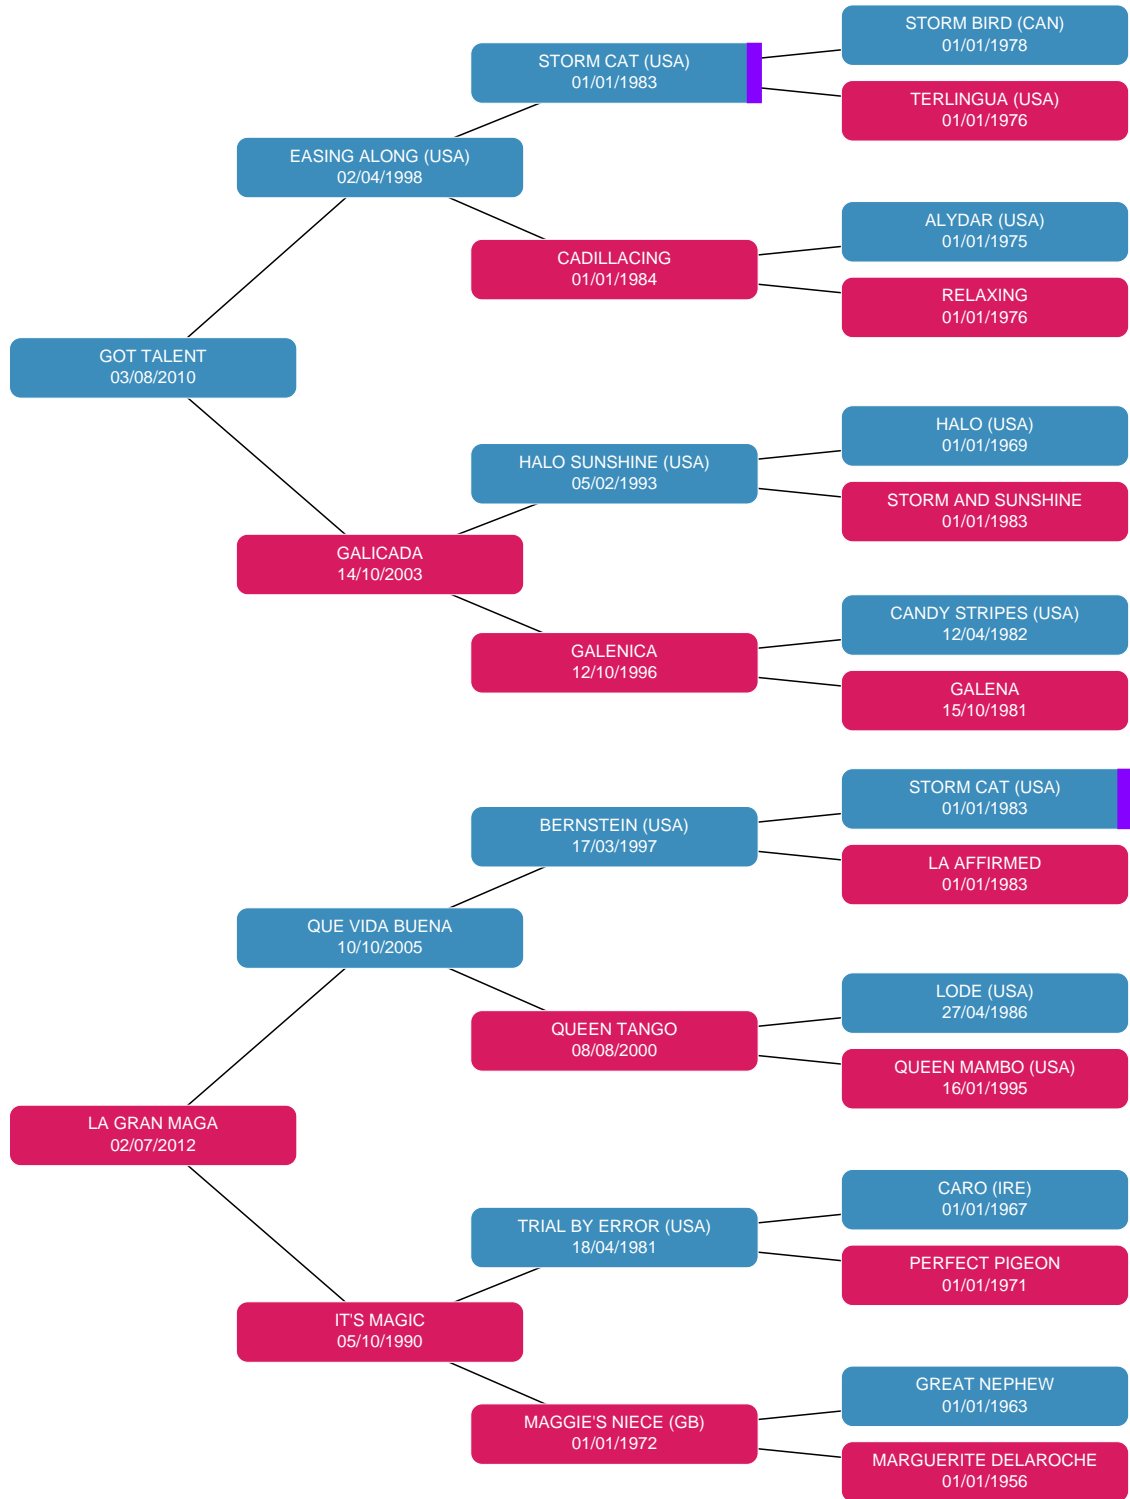 STORM BIRD (CAN)
01/01/1978
STORM CAT (USA)
01/01/1983
TERLINGUA (USA)
01/01/1976
EASING ALONG (USA)
02/04/1998
ALYDAR (USA)
01/01/1975
CADILLACING
01/01/1984
RELAXING
01/01/1976
GOT TALENT
03/08/2010
HALO (USA)
01/01/1969
HALO SUNSHINE (USA)
05/02/1993
STORM AND SUNSHINE
01/01/1983
GALICADA
14/10/2003
CANDY STRIPES (USA)
12/04/1982
GALENICA
12/10/1996
GALENA
15/10/1981
STORM CAT (USA)
01/01/1983
BERNSTEIN (USA)
17/03/1997
LA AFFIRMED
01/01/1983
QUE VIDA BUENA
10/10/2005
LODE (USA)
27/04/1986
QUEEN TANGO
08/08/2000
QUEEN MAMBO (USA)
16/01/1995
LA GRAN MAGA
02/07/2012
CARO (IRE)
01/01/1967
TRIAL BY ERROR (USA)
18/04/1981
PERFECT PIGEON
01/01/1971
IT'S MAGIC
05/10/1990
GREAT NEPHEW
01/01/1963
MAGGIE'S NIECE (GB)
01/01/1972
MARGUERITE DELAROCHE
01/01/1956